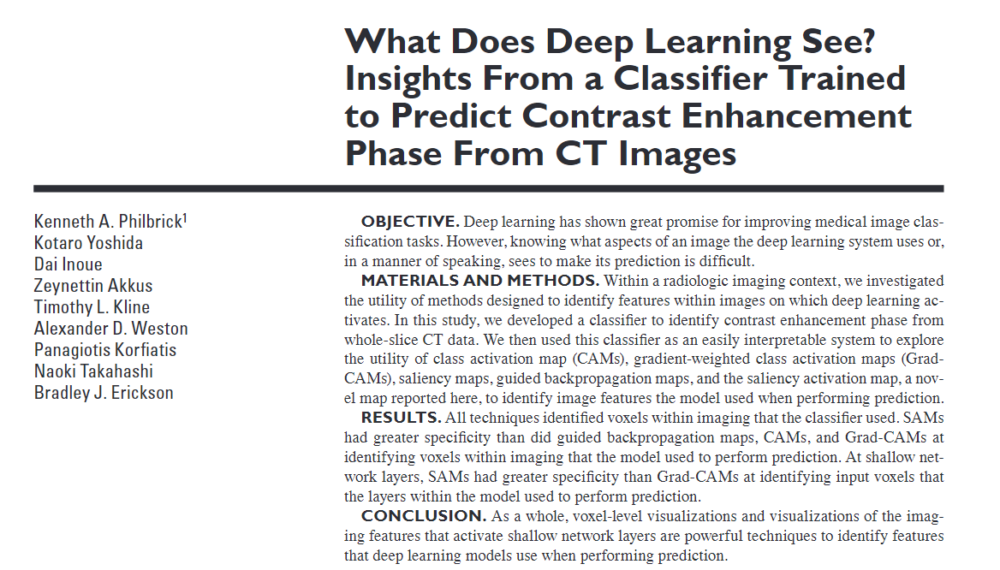 What Does Deep Learning See?
Insights From a Classifier Trained
to Predict Contrast Enhancement
Phase From CT Images
Kenneth A. Philbrick¹
Kotaro Yoshida
Dai Inoue
Zeynettin Akkus
Timothy L. Kline
Alexander D. Weston
Panagiotis Korfiatis
Naoki Takahashi
Bradley J. Erickson
OBJECTIVE. Deep learning has shown great promise for improving medical image clas-
sification tasks. However, knowing what aspects of an image the deep learning system uses or,
in a manner of speaking, sees to make its prediction is difficult.
MATERIALS AND METHODS. Within a radiologic imaging context, we investigated
the utility of methods designed to identify features within images on which deep learning ac-
tivates. In this study, we developed a classifier to identify contrast enhancement phase from
whole-slice CT data. We then used this classifier as an easily interpretable system to explore
the utility of class activation map (CAMs), gradient-weighted class activation maps (Grad-
CAMs), saliency maps, guided backpropagation maps, and the saliency activation map, a nov-
el map reported here, to identify image features the model used when performing prediction.
RESULTS. All techniques identified voxels within imaging that the classifier used. SAMs
had greater specificity than did guided backpropagation maps, CAMs, and Grad-CAMs at
identifying voxels within imaging that the model used to perform prediction. At shallow net-
work layers, SAMs had greater specificity than Grad-CAMs at identifying input voxels that
the layers within the model used to perform prediction.
CONCLUSION. As a whole, voxel-level visualizations and visualizations of the imag-
ing features that activate shallow network layers are powerful techniques to identify features
that deep learning models use when performing prediction.